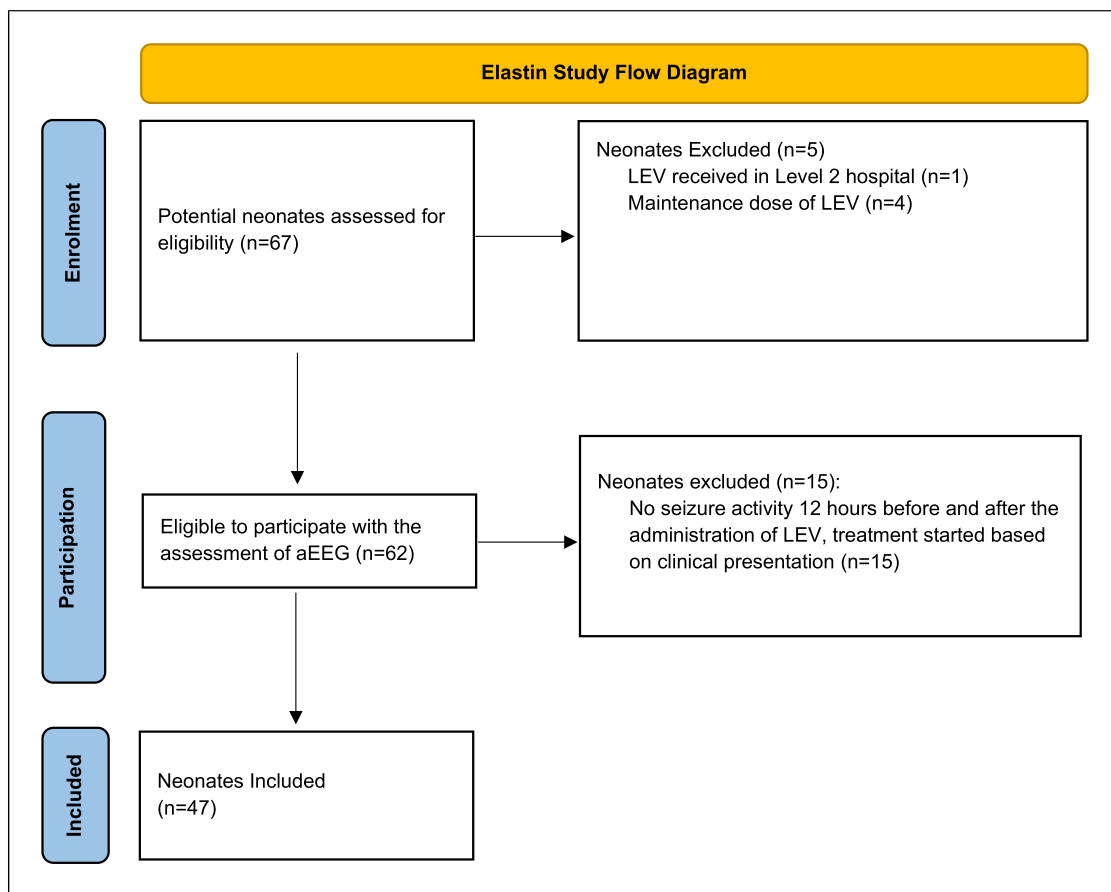 Elastin Study Flow Diagram
Enrolment
Potential neonates assessed for
eligibility (n=67)
Neonates Excluded (n=5)
LEV received in Level 2 hospital (n=1)
Maintenance dose of LEV (n=4)
Participation
Eligible to participate with the
assessment of aEEG (n=62)
Neonates excluded (n=15):
No seizure activity 12 hours before and after the
administration of LEV, treatment started based
on clinical presentation (n=15)
Included
Neonates Included
(n=47)